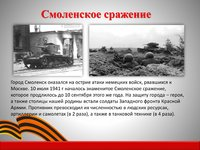 Смоленское сражение
Город Смоленск оказался на острие атаки немецких войск, рвавшихся к
Москве. 10 июля 1941 г началось знаменитое Смоленское сражение,
которое продлилось до 10 сентября этого же года. На защиту города – героя,
а также столицы нашей родины встали солдаты Западного фронта Красной
Армии. Противник превосходил их численностью в людских ресурсах,
артиллерии и самолетах (в 2 раза), а также в танковой технике (в 4 раза).